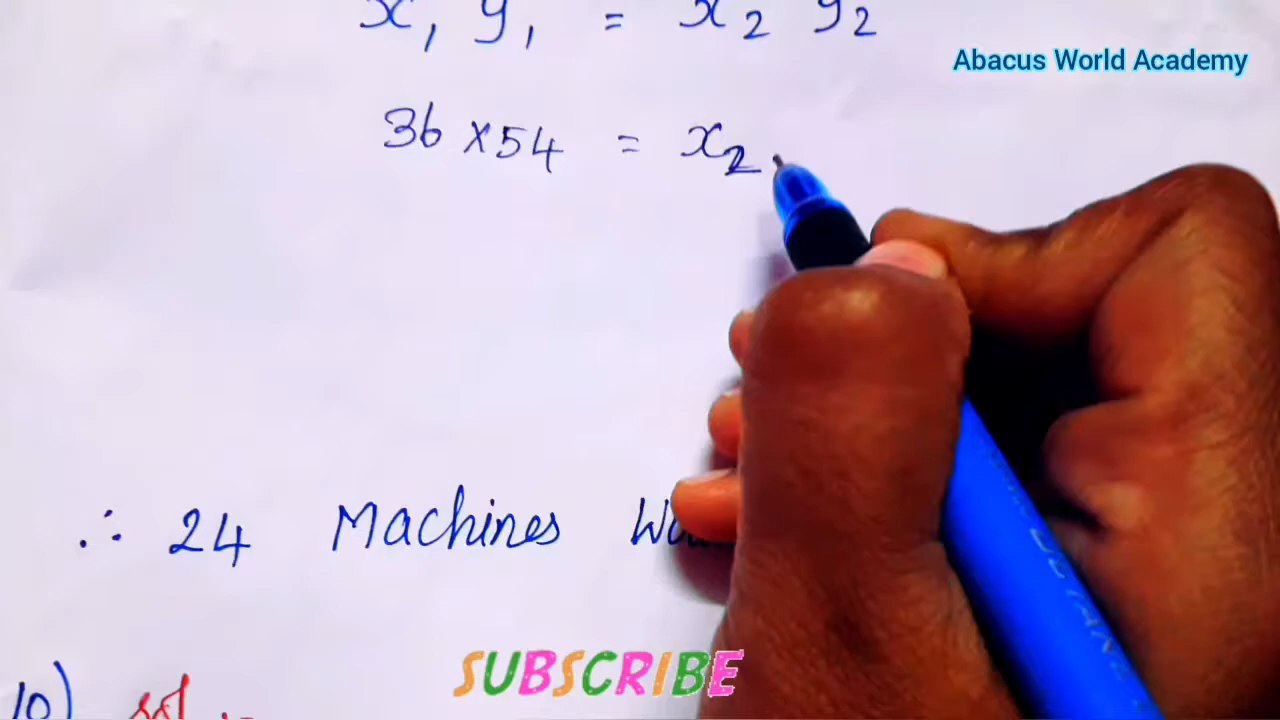 x₁ y₁ = x₂ y₂
Abacus World Academy
36 × 54 = x₂
∴ 24 Machines
SUBSCRIBE
10)